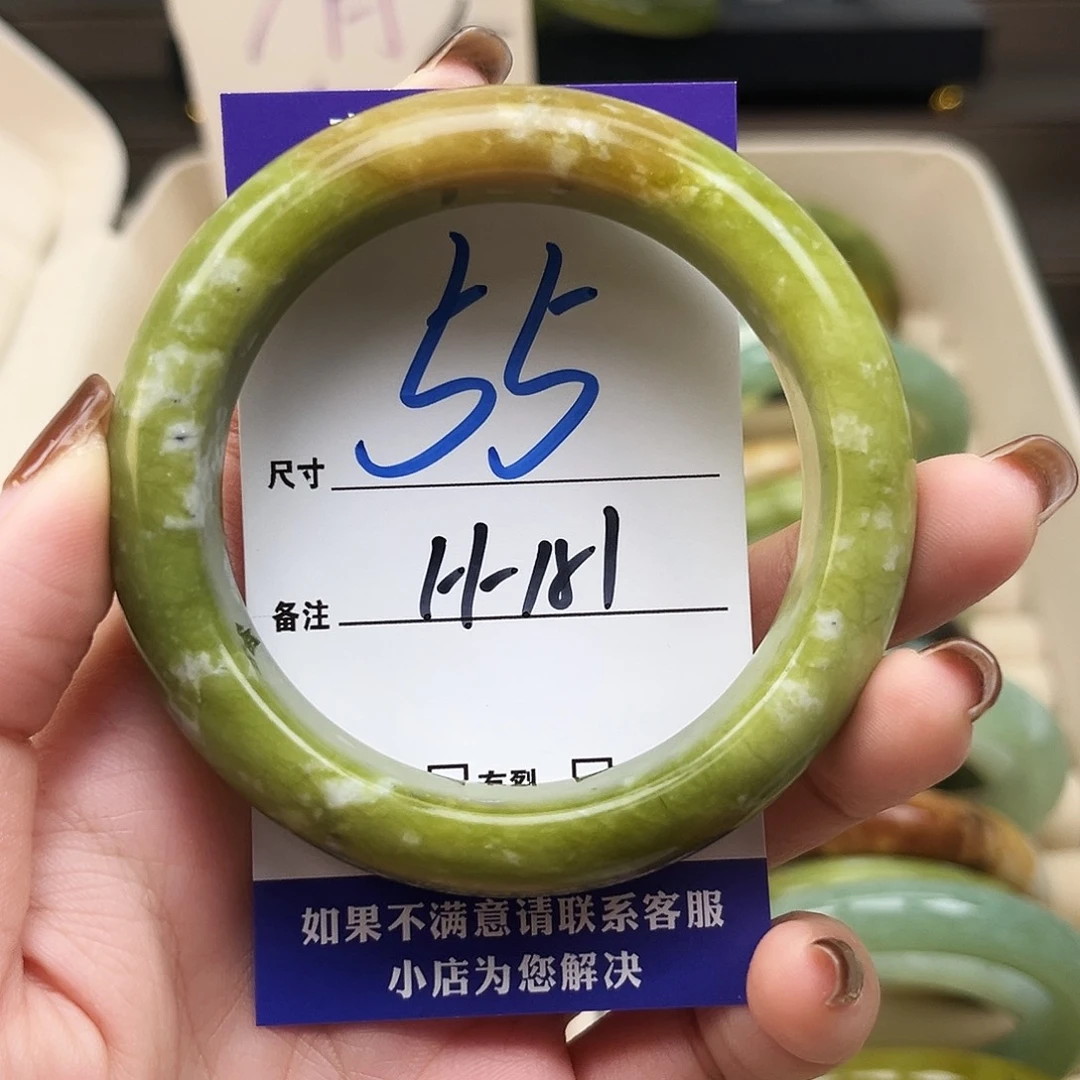 55
尺寸
H-181
备注
有裂
如果不满意请联系客服
小店为您解决